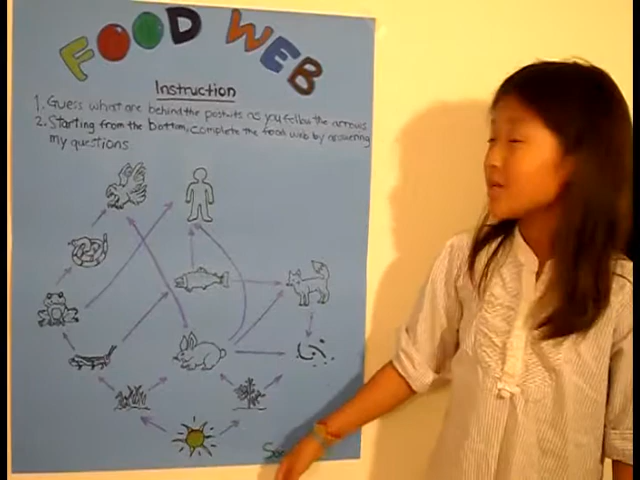 FOOD WEB
Instruction
1. Guess what are behind the postits as you follow the arrows
2. Starting from the bottom, complete the food web by answering
my questions